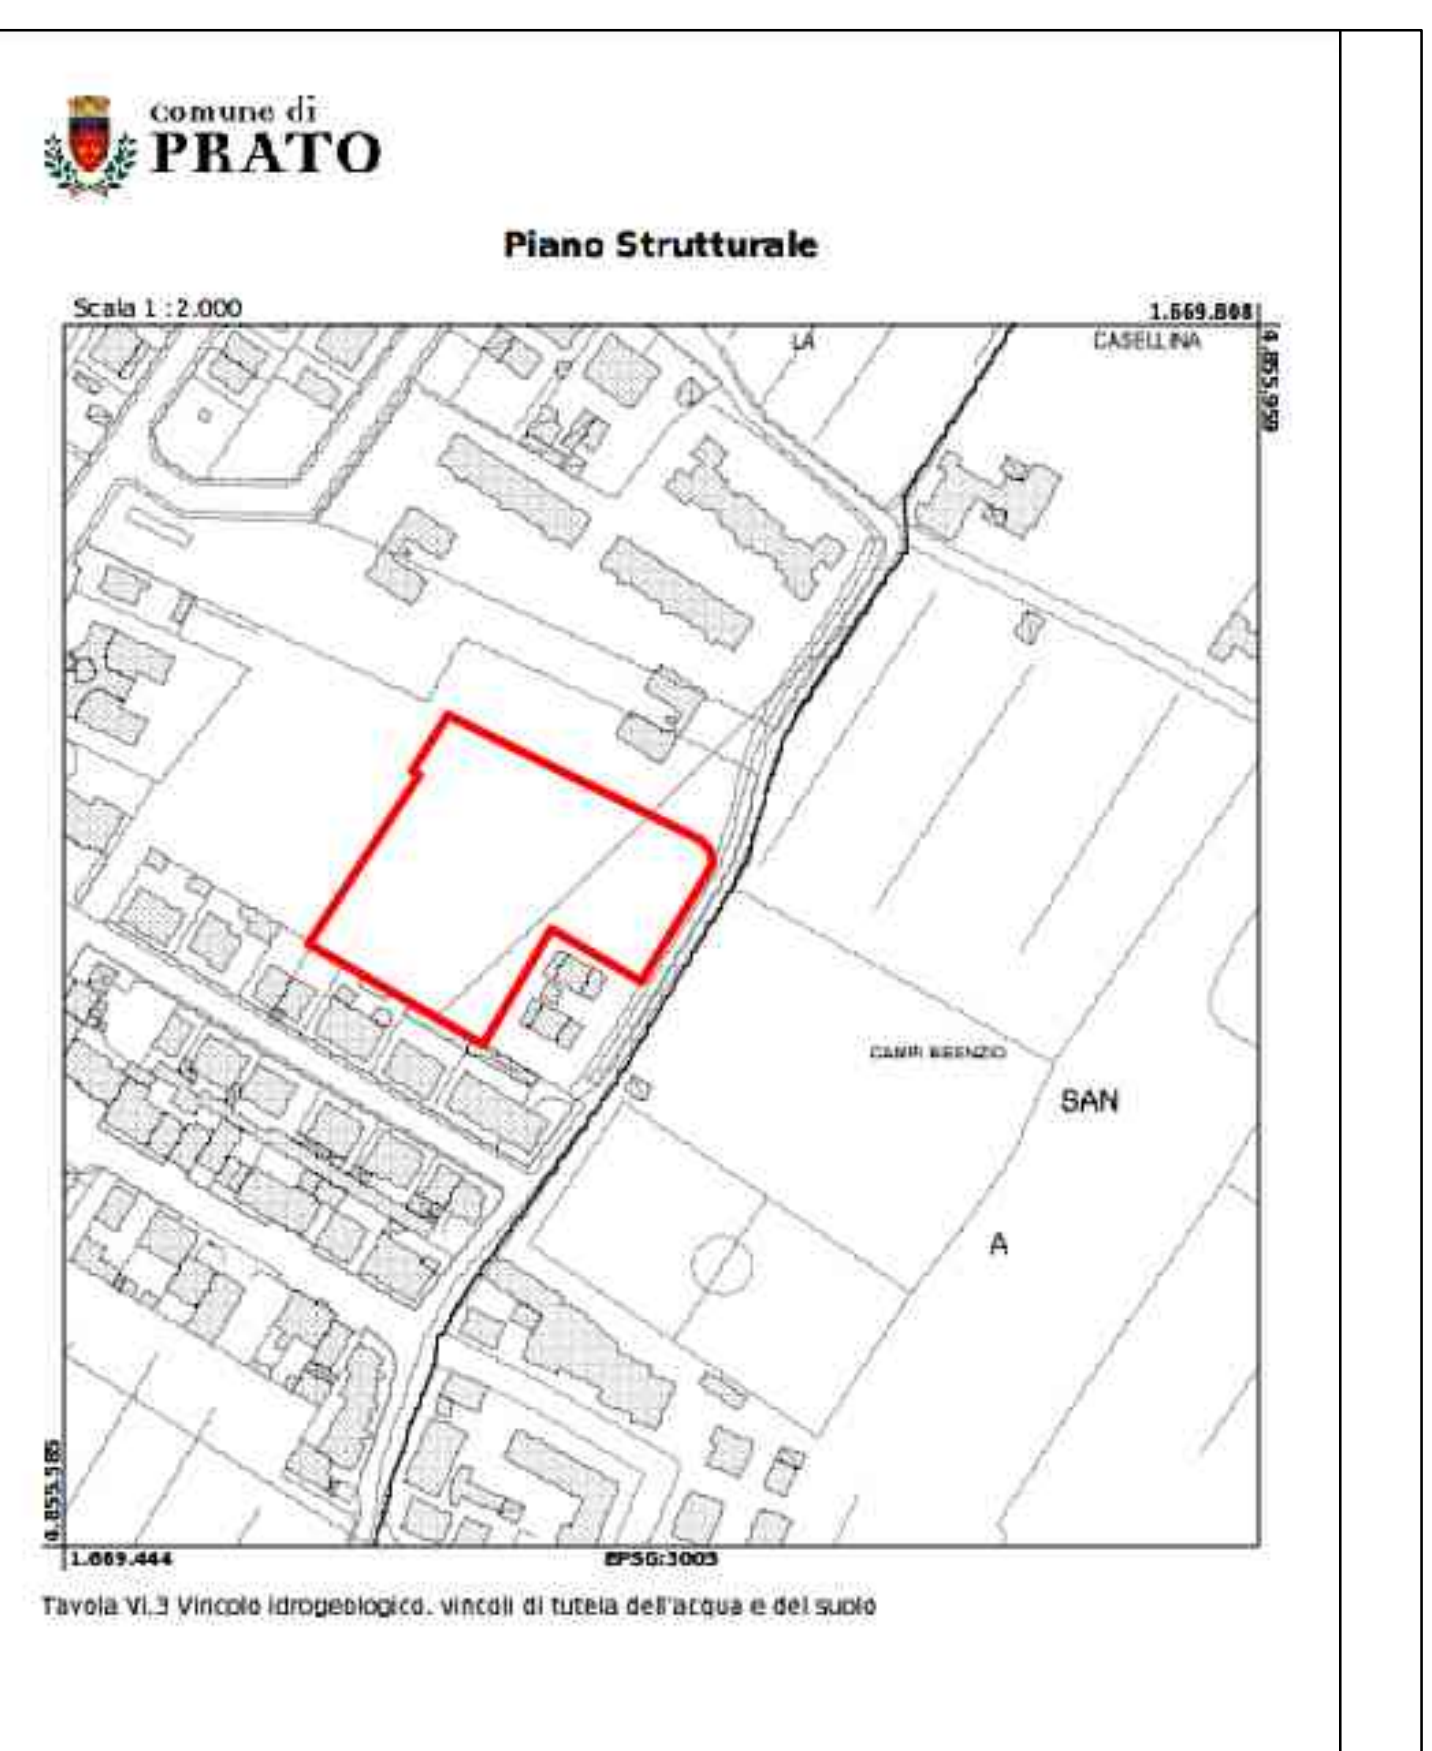 comune di
PRATO
Piano Strutturale
Scala 1 : 2.000
1.669.808
4.855.959
LA
CASELLINA
CAMPI BISENZIO
SAN
A
4.855.585
1.669.444
EPSG:3003
Tavola Vi.3 Vincolo idrogeologico, vincoli di tutela dell'acqua e del suolo